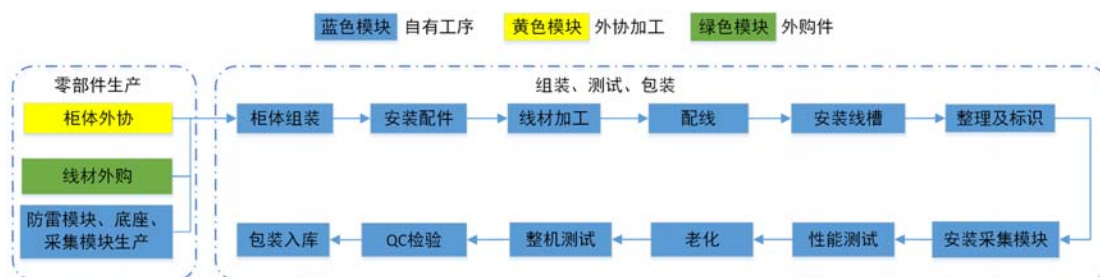 蓝色模块 自有工序 黄色模块 外协加工 绿色模块 外购件
零部件生产
柜体外协
线材外购
防雷模块、底座、
采集模块生产
组装、测试、包装
柜体组装 安装配件 线材加工 配线 安装线槽 整理及标识
包装入库 QC检验 整机测试 老化 性能测试 安装采集模块